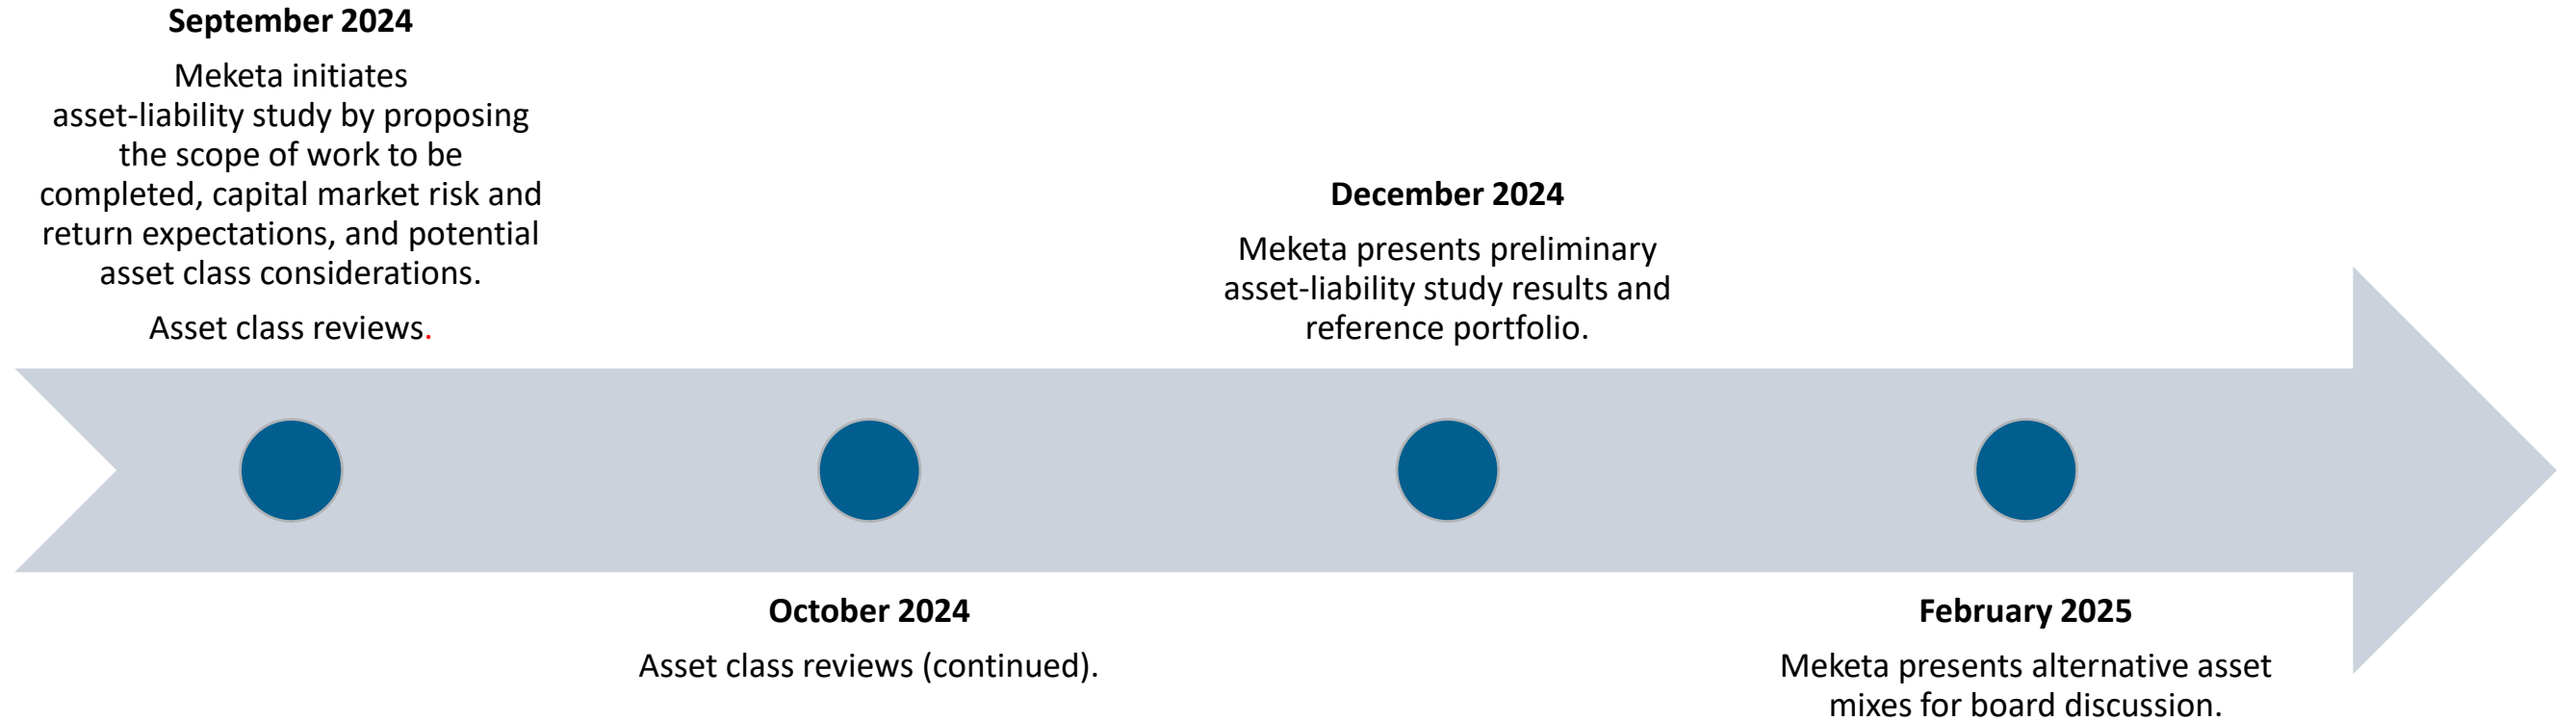 September 2024
Meketa initiates
asset-liability study by proposing
the scope of work to be
completed, capital market risk and
return expectations, and potential
asset class considerations.
Asset class reviews.
October 2024
Asset class reviews (continued).
December 2024
Meketa presents preliminary
asset-liability study results and
reference portfolio.
February 2025
Meketa presents alternative asset
mixes for board discussion.